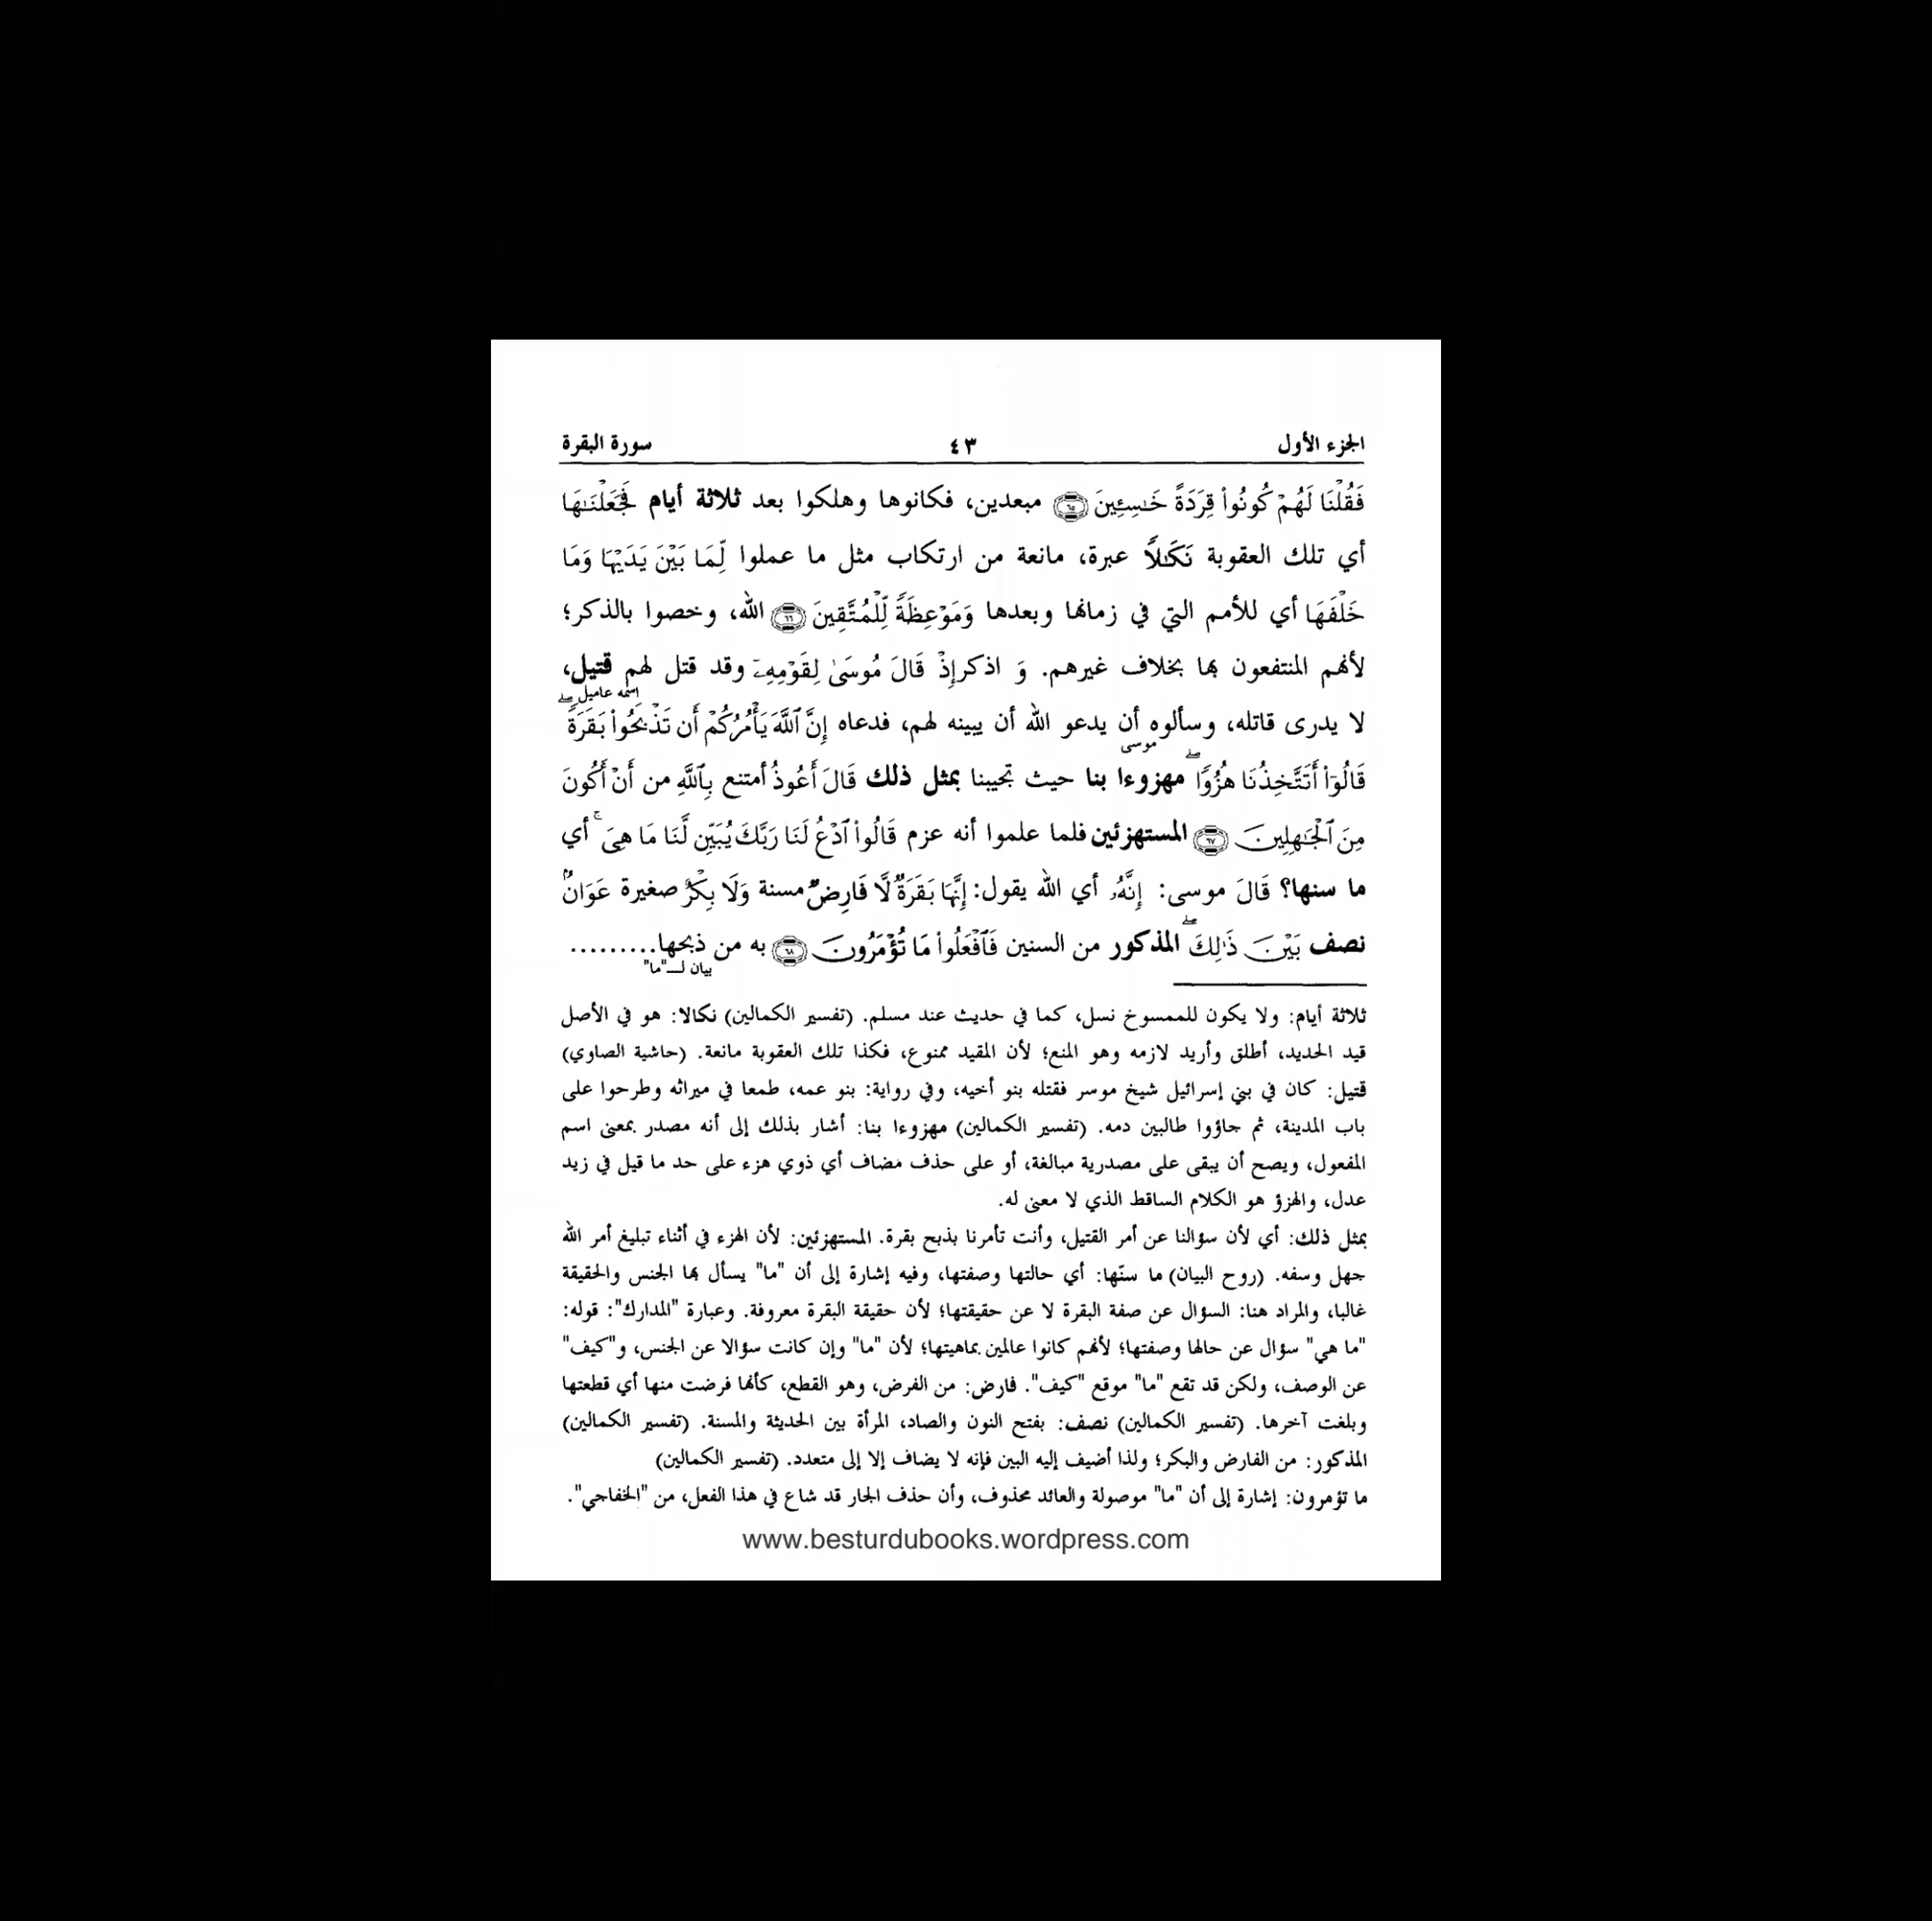 الجزء الأول ٤٣ سورة البقرة
فَقُلْنَا لَهُمْ كُونُوا۟ قِرَدَةً خَـٰسِـِٔينَ ۝٦٥ مبعدين، فكانوها وهلكوا بعد ثلاثة أيام فَجَعَلْنَـٰهَا
أي تلك العقوبة نَكَـٰلًا عبرة، مانعة من ارتكاب مثل ما عملوا لِّمَا بَيْنَ يَدَيْهَا وَمَا
خَلْفَهَا أي للأمم التي في زمانها وبعدها وَمَوْعِظَةً لِّلْمُتَّقِينَ ۝٦٦ الله، وخصوا بالذكر؛
لأنهم المنتفعون بها بخلاف غيرهم. وَ اذكر إِذْ قَالَ مُوسَىٰ لِقَوْمِهِۦٓ وقد قتل لهم قتيل،
اسمه عاميل
لا يدرى قاتله، وسألوه أن يدعو الله أن يبينه لهم، فدعاه إِنَّ ٱللَّهَ يَأْمُرُكُمْ أَن تَذْبَحُوا۟ بَقَرَةً ۖ
موسى
قَالُوٓا۟ أَتَتَّخِذُنَا هُزُوًا ۖ مهزوءا بنا حيث تجيبنا بمثل ذلك قَالَ أَعُوذُ أمتنع بِٱللَّهِ من أَنْ أَكُونَ
مِنَ ٱلْجَـٰهِلِينَ ۝٦٧ المستهزئين فلما علموا أنه عزم قَالُوا۟ ٱدْعُ لَنَا رَبَّكَ يُبَيِّن لَّنَا مَا هِىَ ۚ أي
ما سنها؟ قَالَ موسى: إِنَّهُۥ أي الله يقول: إِنَّهَا بَقَرَةٌ لَّا فَارِضٌ مسنة وَلَا بِكْرٌ صغيرة عَوَانٌۢ
نصف بَيْنَ ذَٰلِكَ ۖ المذكور من السنين فَٱفْعَلُوا۟ مَا تُؤْمَرُونَ ۝٦٨ به من ذبحها.........
بيان لـ"ما"
ثلاثة أيام: ولا يكون للممسوخ نسل، كما في حديث عند مسلم. (تفسير الكمالين) نكالا: هو في الأصل
قيد الحديد، أطلق وأريد لازمه وهو المنع؛ لأن المقيد ممنوع، فكذا تلك العقوبة مانعة. (حاشية الصاوي)
قتيل: كان في بني إسرائيل شيخ موسر فقتله بنو أخيه، وفي رواية: بنو عمه، طمعا في ميراثه وطرحوا على
باب المدينة، ثم جاؤوا طالبين دمه. (تفسير الكمالين) مهزوءا بنا: أشار بذلك إلى أنه مصدر بمعنى اسم
المفعول، ويصح أن يبقى على مصدرية مبالغة، أو على حذف مضاف أي ذوي هزء على حد ما قيل في زيد
عدل، والهزؤ هو الكلام الساقط الذي لا معنى له.
بمثل ذلك: أي لأن سؤالنا عن أمر القتيل، وأنت تأمرنا بذبح بقرة. المستهزئين: لأن الهزء في أثناء تبليغ أمر الله
جهل وسفه. (روح البيان) ما سنّها: أي حالتها وصفتها، وفيه إشارة إلى أن "ما" يسأل بها الجنس والحقيقة
غالبا، والمراد هنا: السؤال عن صفة البقرة لا عن حقيقتها؛ لأن حقيقة البقرة معروفة. وعبارة "المدارك": قوله:
"ما هي" سؤال عن حالها وصفتها؛ لأنهم كانوا عالمين بماهيتها؛ لأن "ما" وإن كانت سؤالا عن الجنس، و"كيف"
عن الوصف، ولكن قد تقع "ما" موقع "كيف". فارض: من الفرض، وهو القطع، كأنها فرضت منها أي قطعتها
وبلغت آخرها. (تفسير الكمالين) نصف: بفتح النون والصاد، المرأة بين الحديثة والمسنة. (تفسير الكمالين)
المذكور: من الفارض والبكر؛ ولذا أضيف إليه البين فإنه لا يضاف إلا إلى متعدد. (تفسير الكمالين)
ما تؤمرون: إشارة إلى أن "ما" موصولة والعائد محذوف، وأن حذف الجار قد شاع في هذا الفعل، من "الخفاجي".
www.besturdubooks.wordpress.com